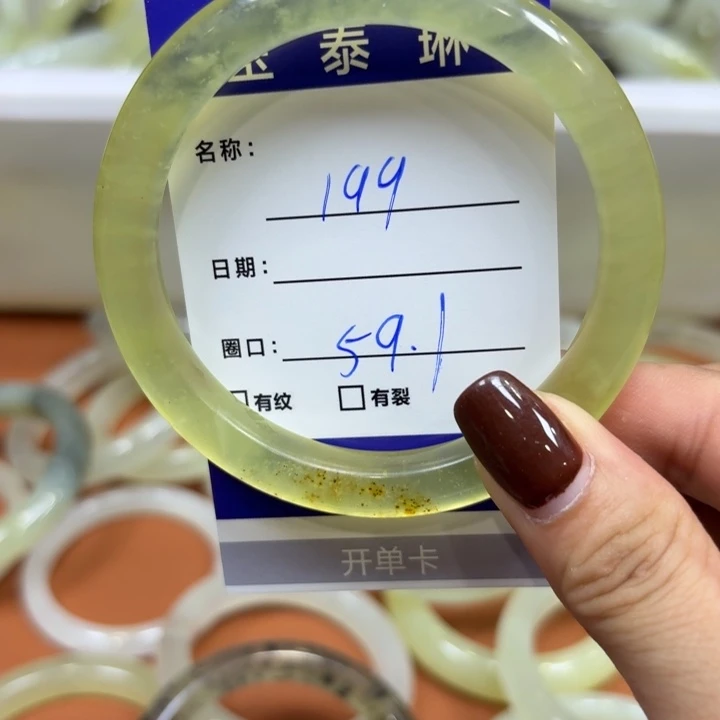 玉泰琳
名称: 199
日期:
圈口: 59.1
有纹 有裂
开单卡